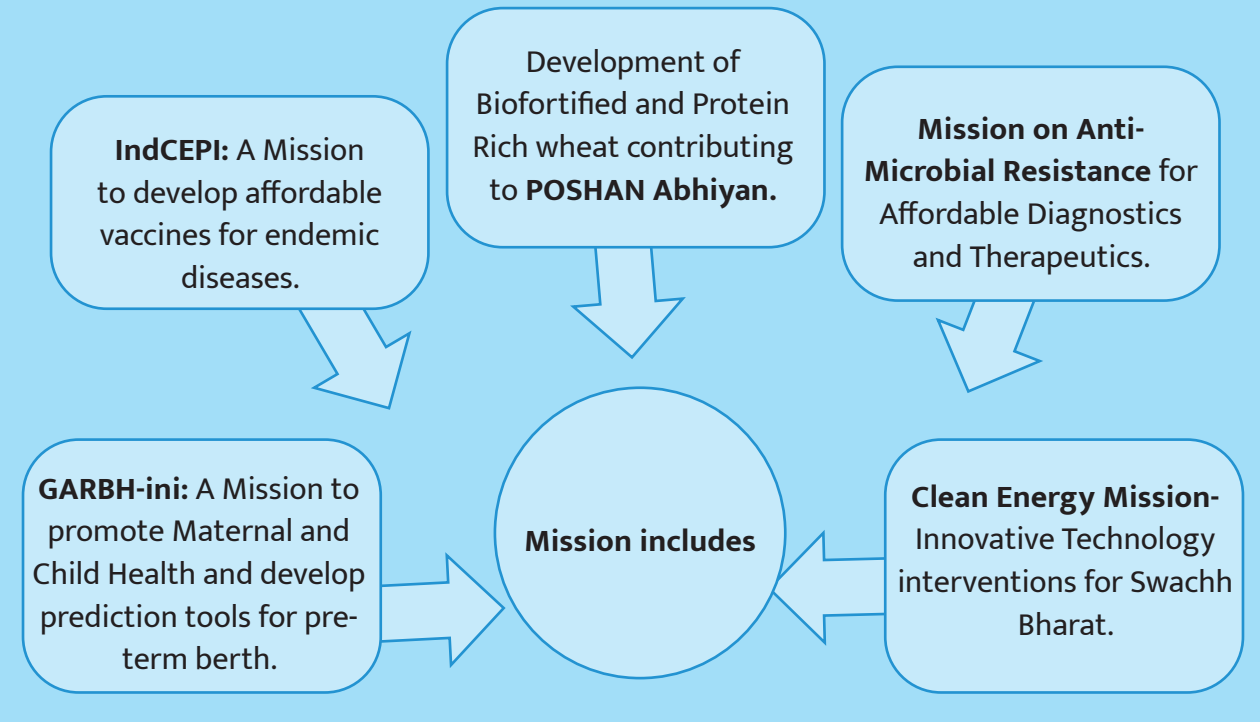 IndCEPI: A Mission
to develop affordable
vaccines for endemic
diseases.
Development of
Biofortified and Protein
Rich wheat contributing
to POSHAN Abhiyan.
Mission on Anti-
Microbial Resistance for
Affordable Diagnostics
and Therapeutics.
GARBH-ini: A Mission to
promote Maternal and
Child Health and develop
prediction tools for pre-
term berth.
Mission includes
Clean Energy Mission-
Innovative Technology
interventions for Swachh
Bharat.